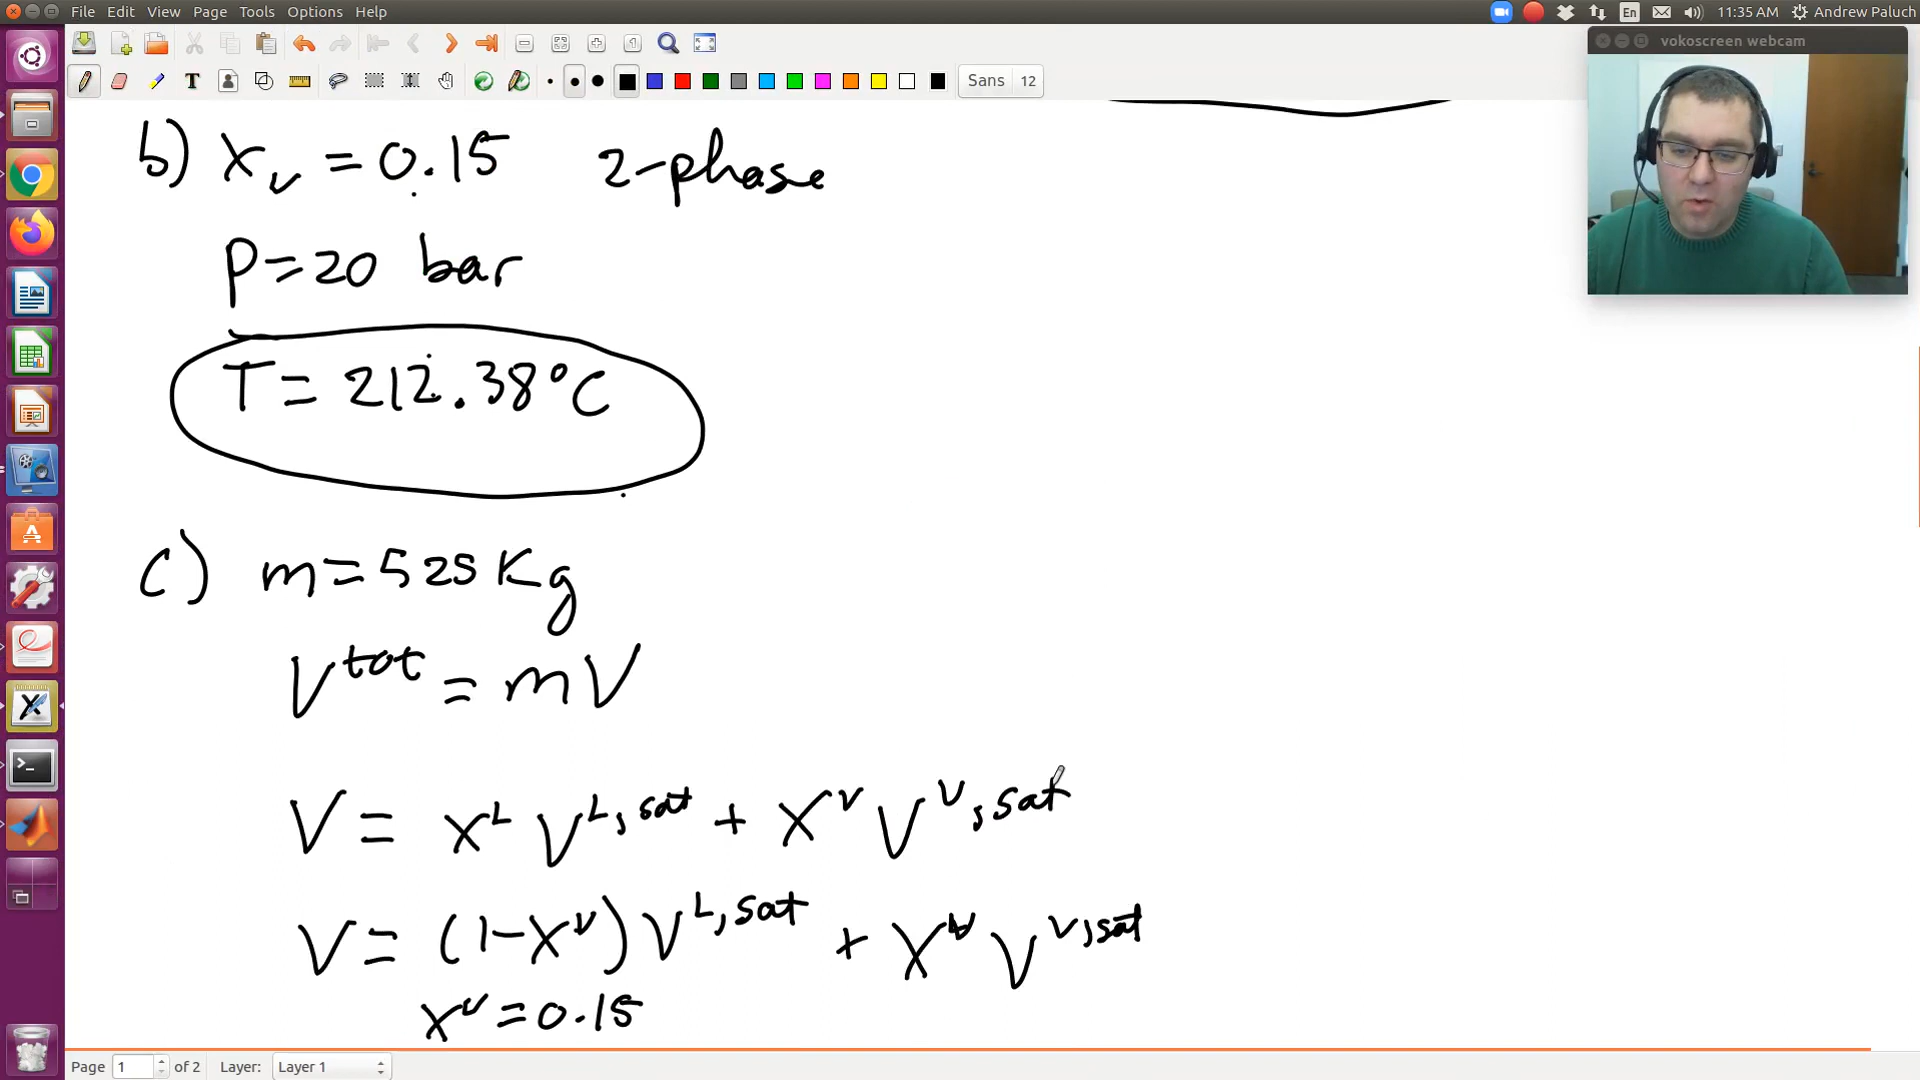 File Edit View Page Tools Options Help
En 11:35 AM Andrew Paluch
vokoscreen webcam
T Sans 12
b) x_v = 0.15 2-phase
P = 20 bar
T = 212.38°C
c) m = 525 Kg
V^tot = mV
V = x^L V^L,sat + x^v V^v,sat
V = (1-x^v) V^L,sat + x^v V^v,sat
x^v = 0.15
Page 1 of 2 Layer: Layer 1